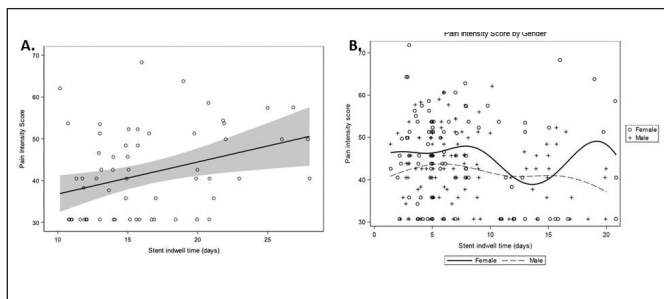 A.
Pain Intensity Score
60
50
40
30
10
15
20
25
Stent indwell time (days)
B.
Pain Intensity Score by Gender
Pain intensity score
70
60
50
40
30
0
5
10
15
20
Stent indwell time (days)
Female
Male
Female
Male